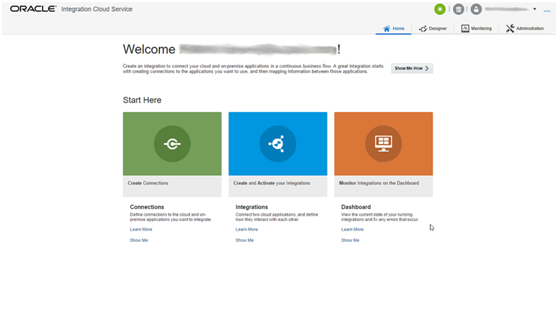 ORACLE Integration Cloud Service
Home Designer Monitoring Administration
Welcome !
Create an integration to connect your cloud and on-premise applications in a continuous business flow. A great integration starts
with creating connections to the applications you want to use, and then mapping information between those applications.
Show Me How
Start Here
Create Connections
Create and Activate your Integrations
Monitor Integrations on the Dashboard
Connections
Define connections to the cloud and on-
premise applications you want to integrate.
Learn More
Show Me
Integrations
Connect two cloud applications, and define
how they interact with each other.
Learn More
Show Me
Dashboard
View the current state of your running
integrations and fix any errors that occur.
Learn More
Show Me